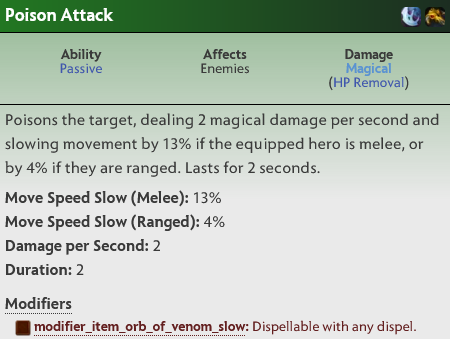 Poison Attack
Ability Affects Damage
Passive Enemies Magical
(HP Removal)
Poisons the target, dealing 2 magical damage per second and
slowing movement by 13% if the equipped hero is melee, or
by 4% if they are ranged. Lasts for 2 seconds.
Move Speed Slow (Melee): 13%
Move Speed Slow (Ranged): 4%
Damage per Second: 2
Duration: 2
Modifiers
modifier_item_orb_of_venom_slow: Dispellable with any dispel.